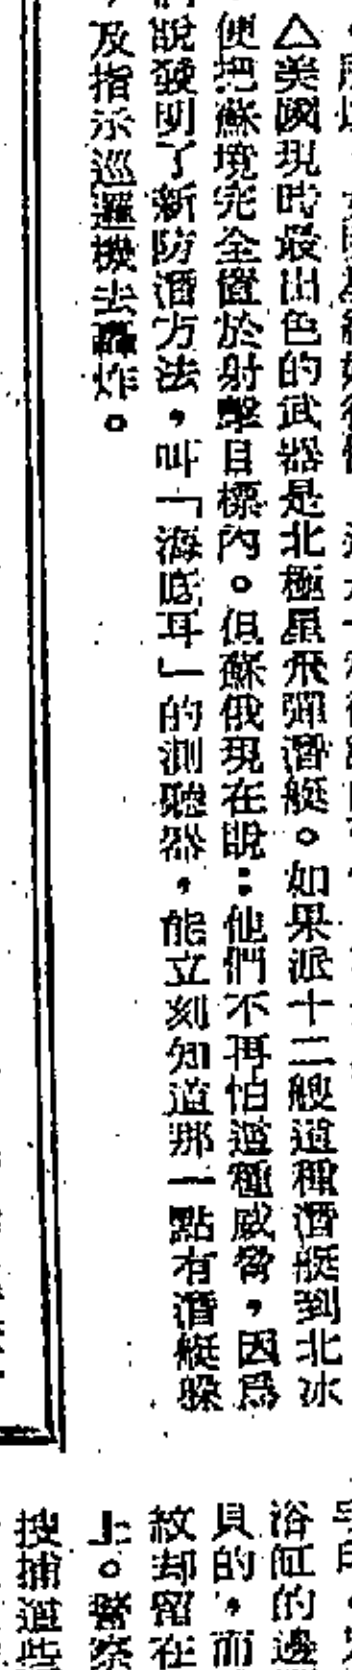 △美國現時最出色的武器是北極星飛彈潛艇。如果派十二艘這種潛艇到北冰
便把蘇境完全置於射擊目標內。但蘇俄現在說：他們不再怕這種威脅，因爲
說發明了新防潛方法，叫「海底耳」的測聽器，能立刻知道那一點有潛艇躲
及指示巡邏機去轟炸。
浴缸的邊
貝的，而
紋却留在
上。警察
搜捕這些